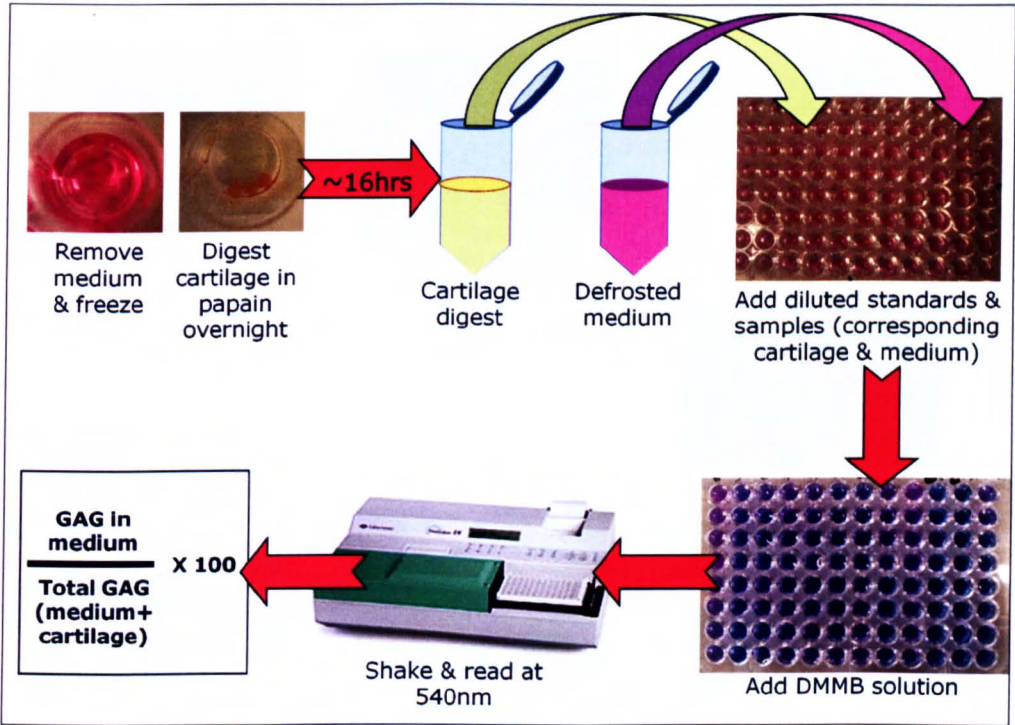 Remove
medium
& freeze
Digest
cartilage in
papain
overnight
~16hrs
Cartilage
digest
Defrosted
medium
Add diluted standards &
samples (corresponding
cartilage & medium)
Add DMMB solution
Shake & read at
540nm
GAG in
medium
Total GAG
(medium+
cartilage)
X 100